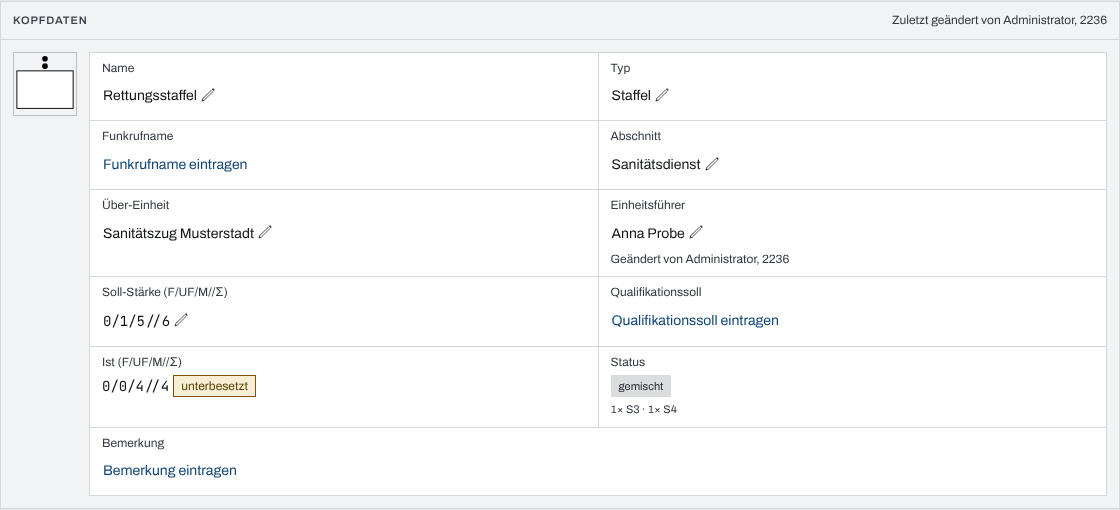 KOPFDATEN
Zuletzt geändert von Administrator, 2236
Name
Rettungsstaffel
Typ
Staffel
Funkrufname
Funkrufname eintragen
Abschnitt
Sanitätsdienst
Über-Einheit
Sanitätszug Musterstadt
Einheitsführer
Anna Probe
Geändert von Administrator, 2236
Soll-Stärke (F/UF/M//Σ)
0/1/5//6
Qualifikationssoll
Qualifikationssoll eintragen
Ist (F/UF/M//Σ)
0/0/4//4 unterbesetzt
Status
gemischt
1× S3 · 1× S4
Bemerkung
Bemerkung eintragen